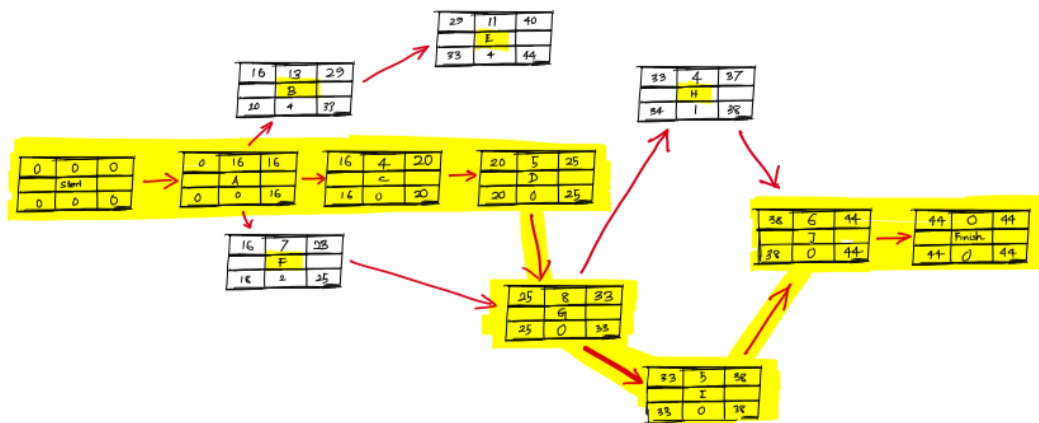 29 11 40
E
33 4 44
16 13 29
B
20 4 33
33 4 37
H
34 1 38
0 0 0
Start
0 0 0
0 16 16
A
0 0 16
16 4 20
C
16 0 20
20 5 25
D
20 0 25
16 7 23
F
18 2 25
38 6 44
J
38 0 44
44 0 44
Finish
44 0 44
25 8 33
G
25 0 33
33 5 38
I
33 0 38